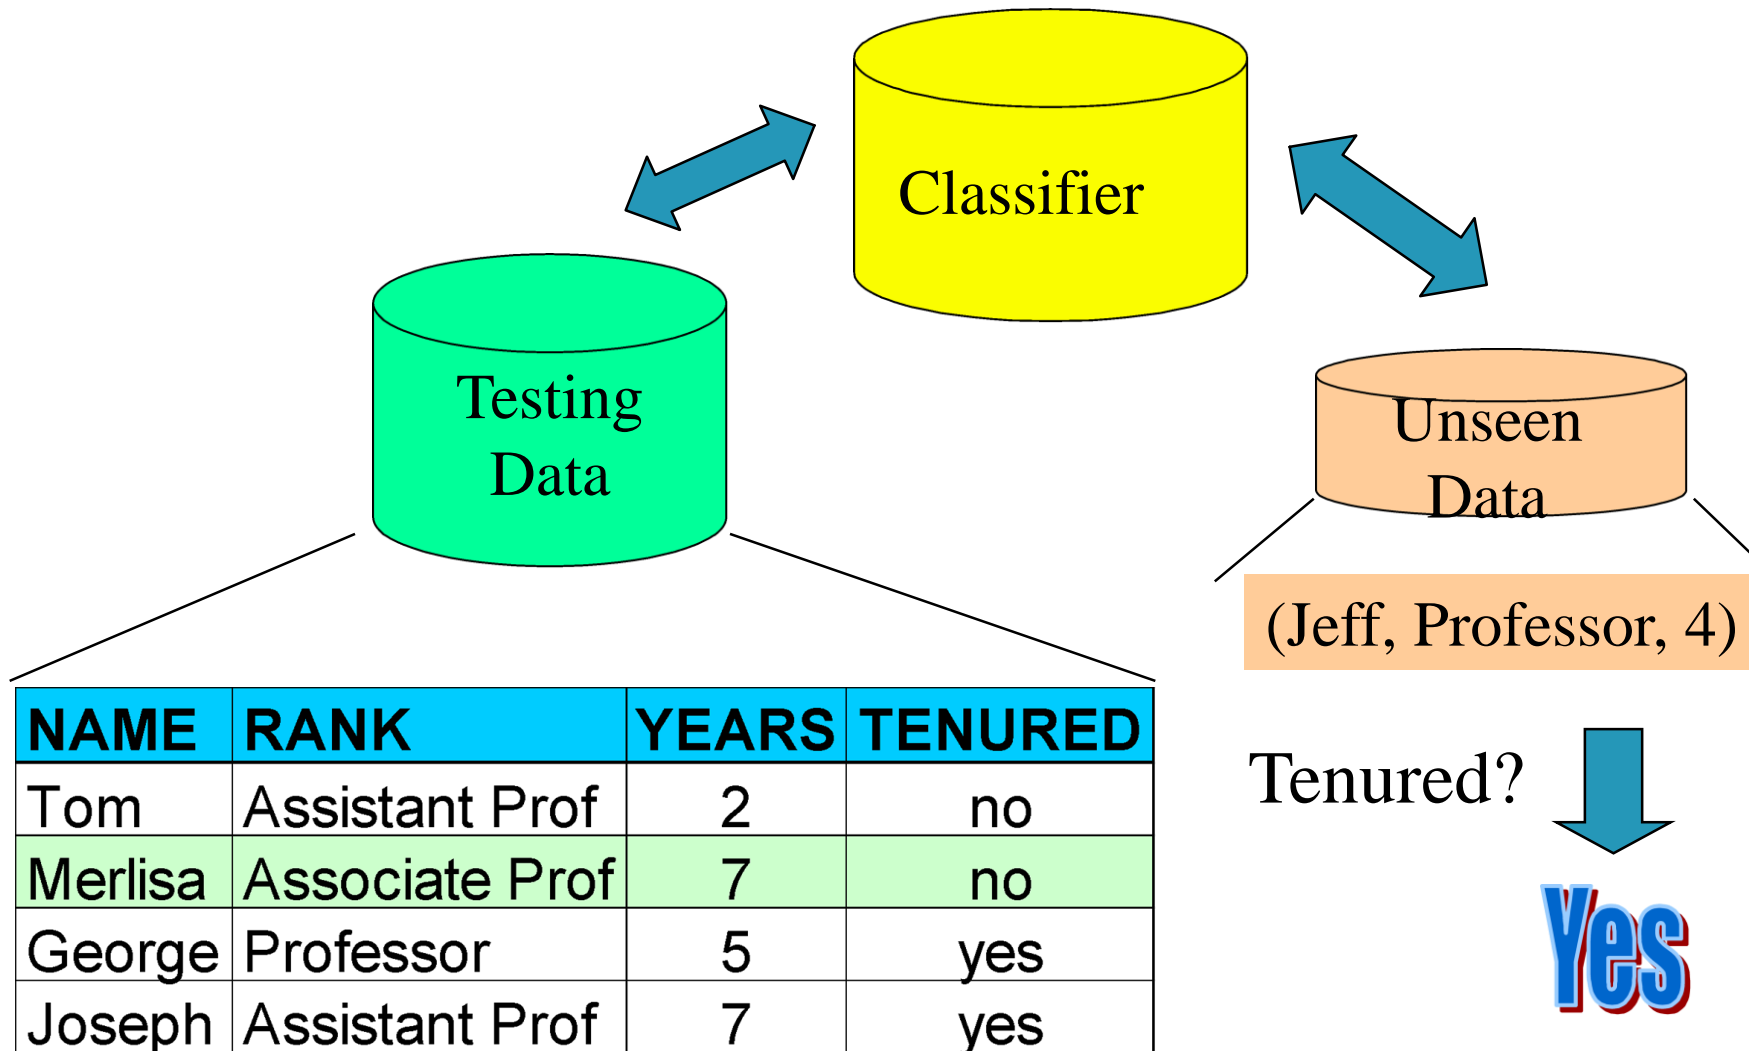 Classifier
Testing
Data
Unseen
Data
(Jeff, Professor, 4)
NAME RANK YEARS TENURED
Tom Assistant Prof 2 no
Merlisa Associate Prof 7 no
George Professor 5 yes
Joseph Assistant Prof 7 yes
Tenured?
Yes